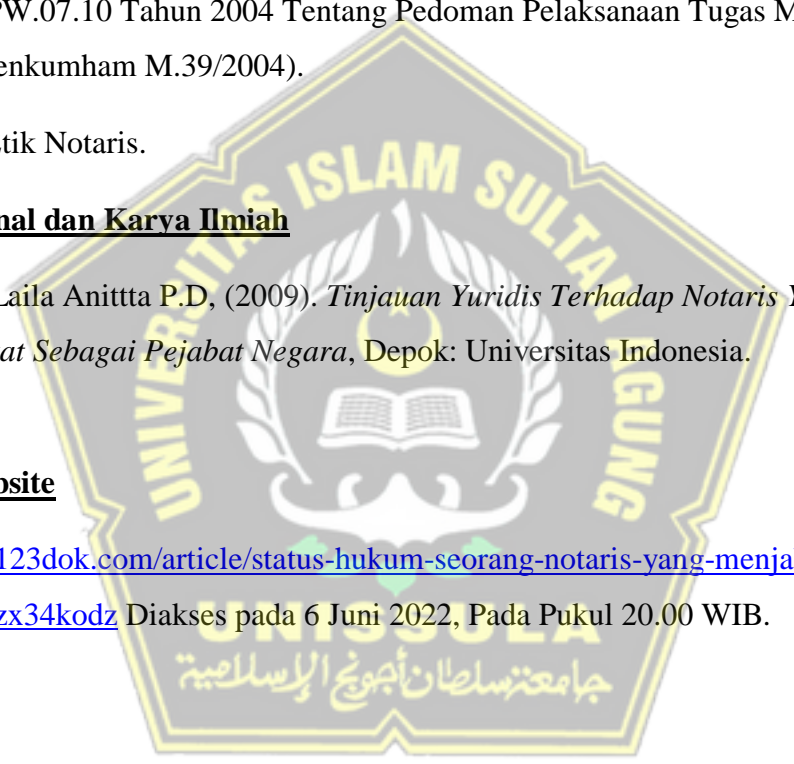 PW.07.10 Tahun 2004 Tentang Pedoman Pelaksanaan Tugas M
enkumham M.39/2004).
tik Notaris.
nal dan Karya Ilmiah
Laila Anittta P.D, (2009). Tinjauan Yuridis Terhadap Notaris Y
at Sebagai Pejabat Negara, Depok: Universitas Indonesia.
bsite
123dok.com/article/status-hukum-seorang-notaris-yang-menja
zx34kodz Diakses pada 6 Juni 2022, Pada Pukul 20.00 WIB.
UNIVERSITAS ISLAM SULTAN AGUNG
UNISSULA
جامعة سلطان أجونج الإسلامية